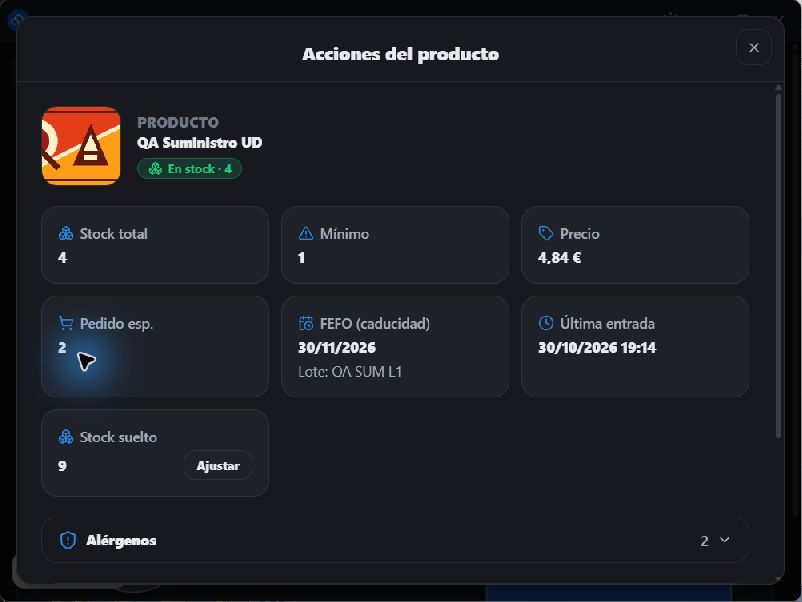 Acciones del producto
QA
PRODUCTO
QA Suministro UD
En stock · 4
Stock total
4
Mínimo
1
Precio
4,84 €
Pedido esp.
2
FEFO (caducidad)
30/11/2026
Lote: QA SUM L1
Última entrada
30/10/2026 19:14
Stock suelto
9
Ajustar
Alérgenos
2